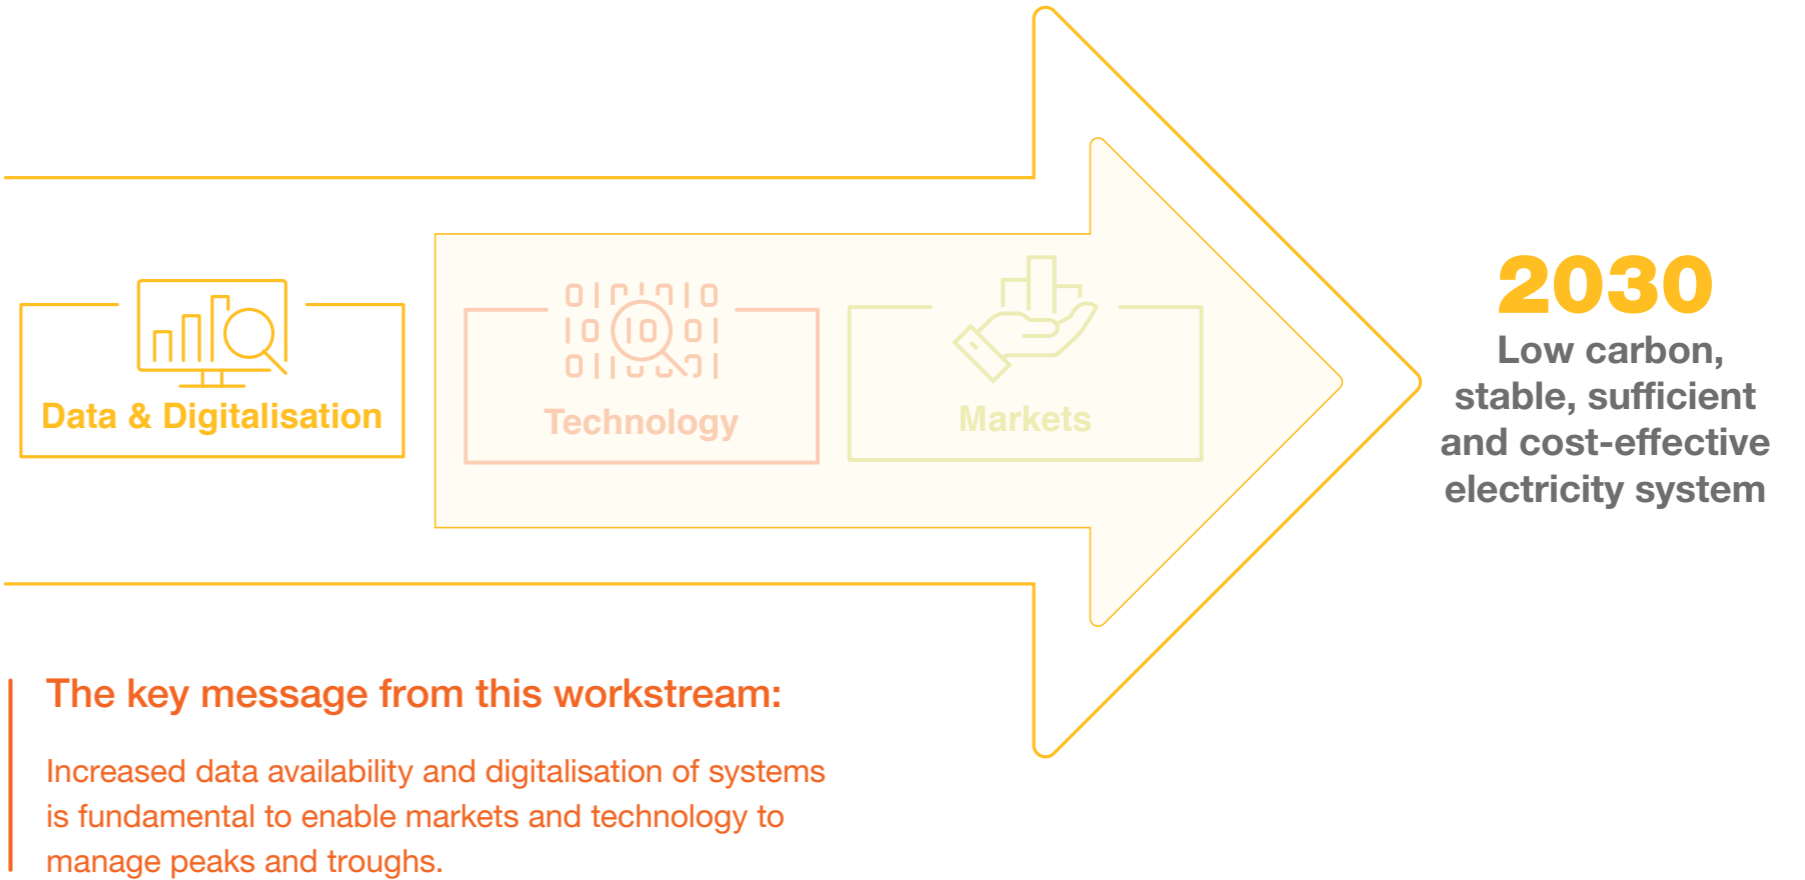 Data & Digitalisation
Technology
Markets
2030
Low carbon,
stable, sufficient
and cost-effective
electricity system
The key message from this workstream:
Increased data availability and digitalisation of systems
is fundamental to enable markets and technology to
manage peaks and troughs.